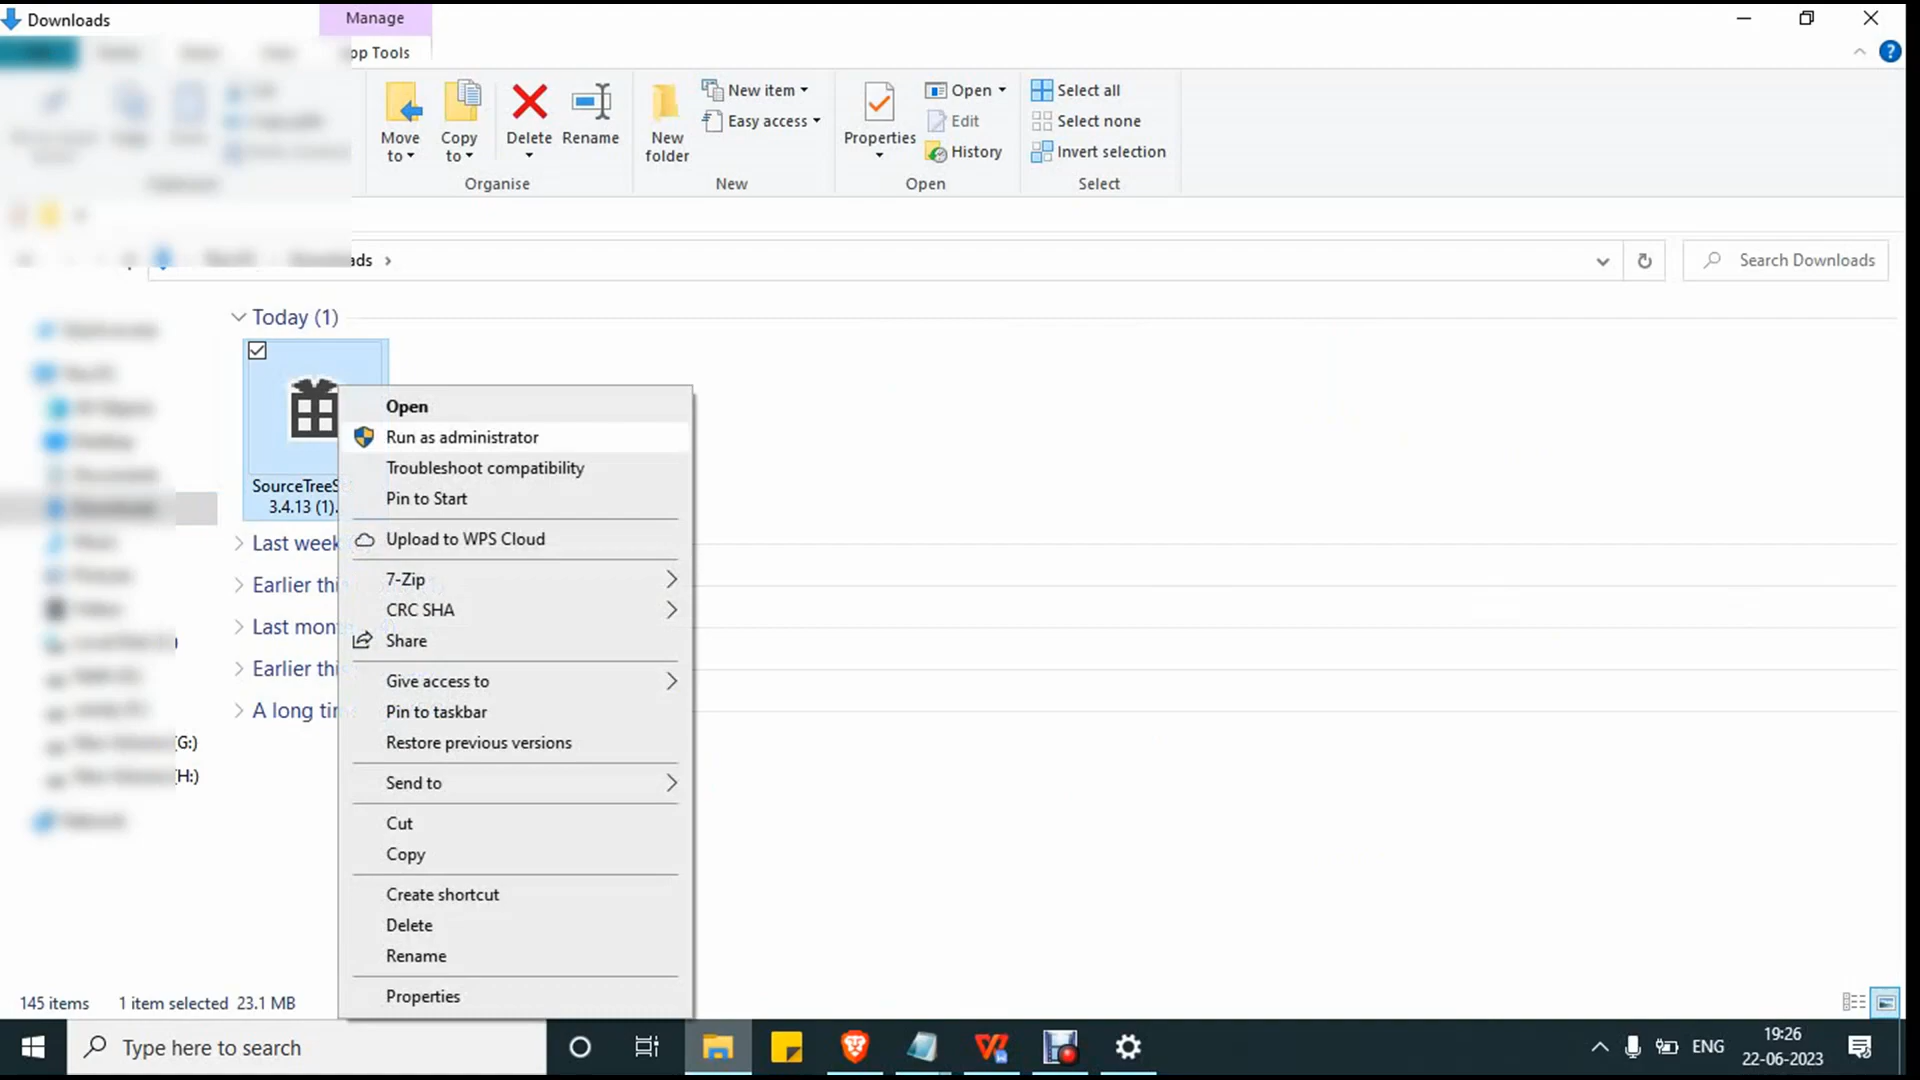 Downloads
Manage
pp Tools
Move to
Copy to
Delete
Rename
New folder
New item
Easy access
Properties
Open
Edit
History
Select all
Select none
Invert selection
Organise
New
Open
Select
ads
Search Downloads
Today (1)
SourceTreeS
3.4.13 (1).
Last week
Earlier thi
Last mon
Earlier thi
A long tim
(G:)
(H:)
Open
Run as administrator
Troubleshoot compatibility
Pin to Start
Upload to WPS Cloud
7-Zip
CRC SHA
Share
Give access to
Pin to taskbar
Restore previous versions
Send to
Cut
Copy
Create shortcut
Delete
Rename
Properties
145 items
1 item selected 23.1 MB
Type here to search
ENG
19:26
22-06-2023